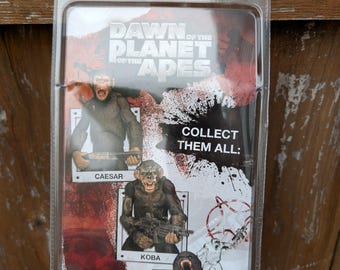 DAWN OF THE
PLANET
OF THE APES
COLLECT
THEM ALL:
CAESAR
KOBA